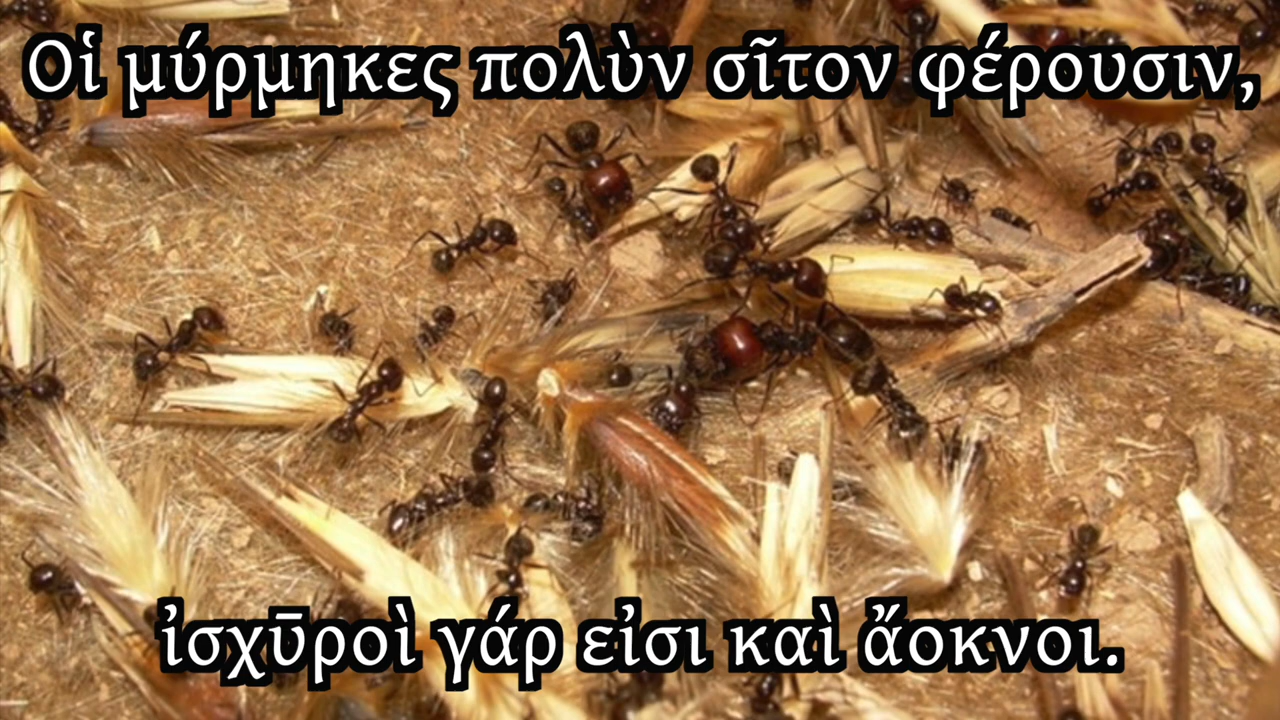 Οἱ μύρμηκες πολὺν σῖτον φέρουσιν,
ἰσχῡροὶ γάρ εἰσι καὶ ἄοκνοι.